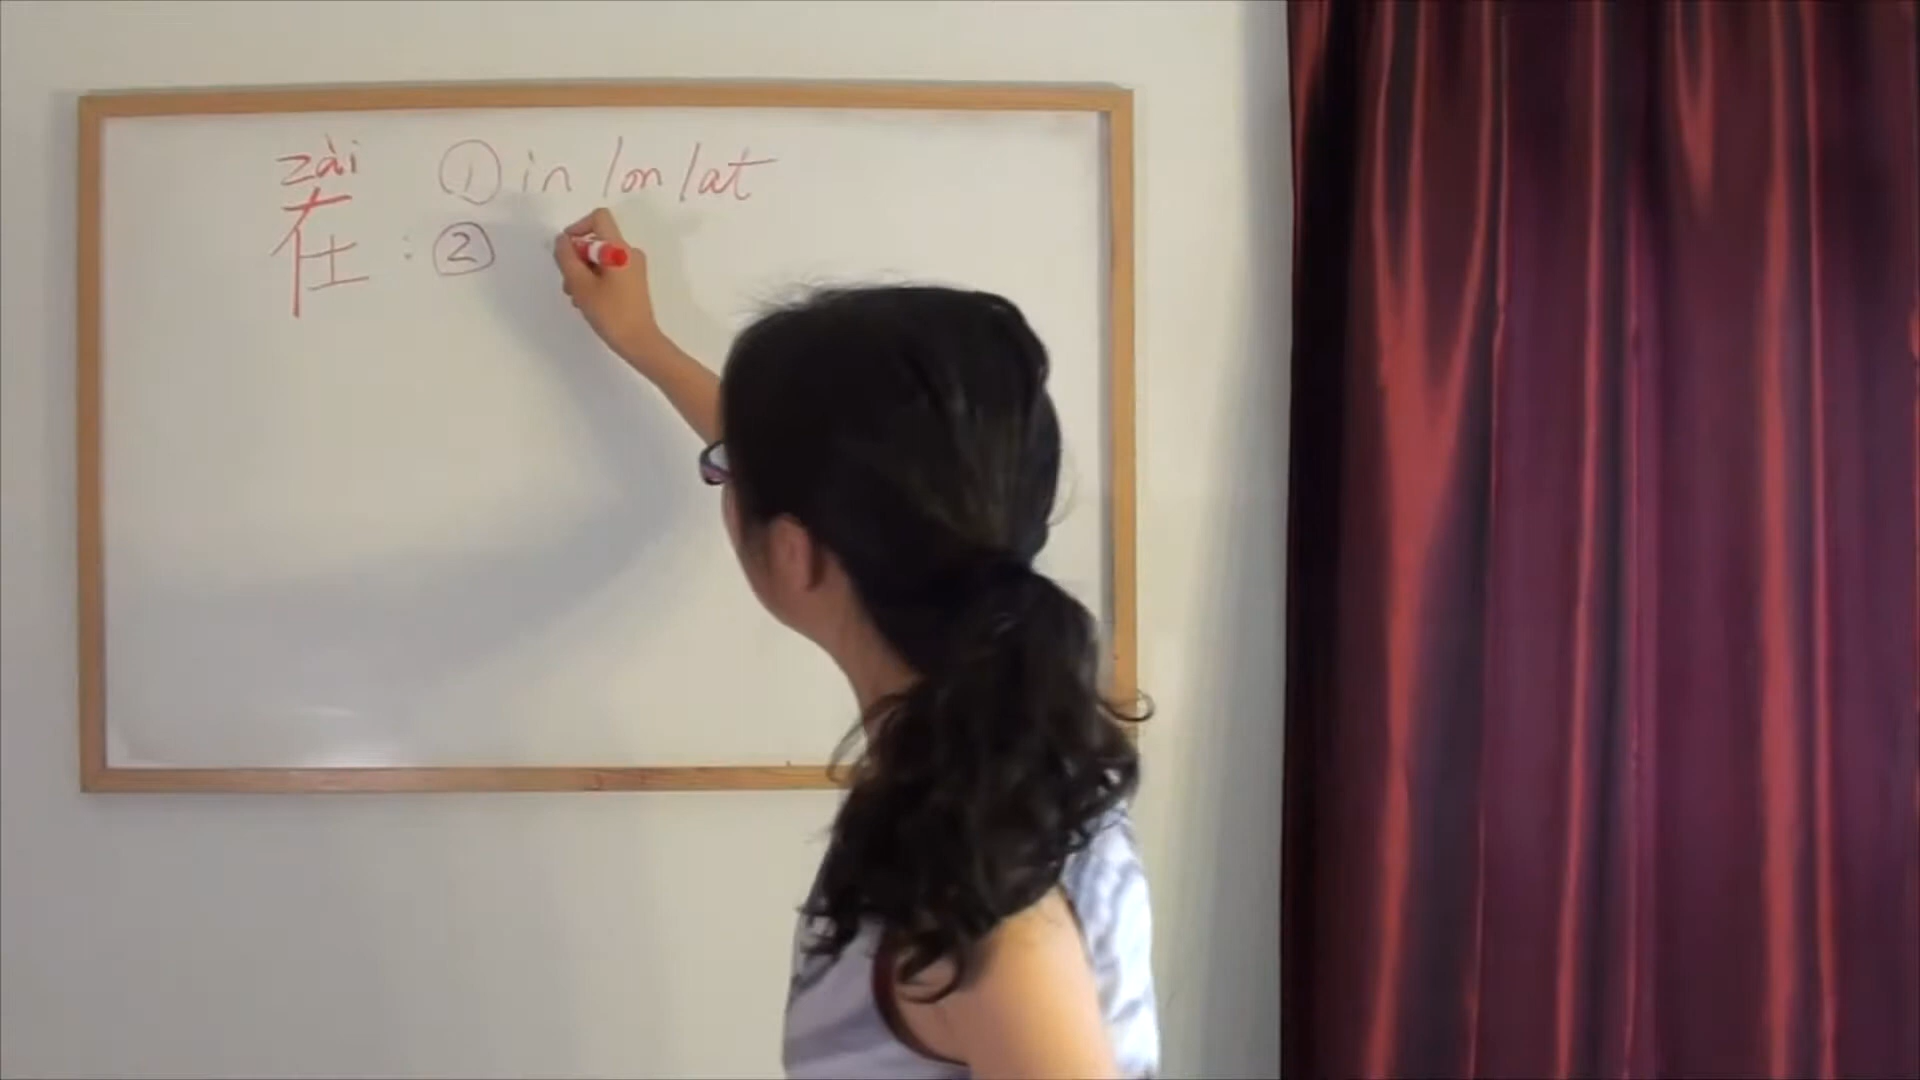 zài ① in /on/at
在 : ②